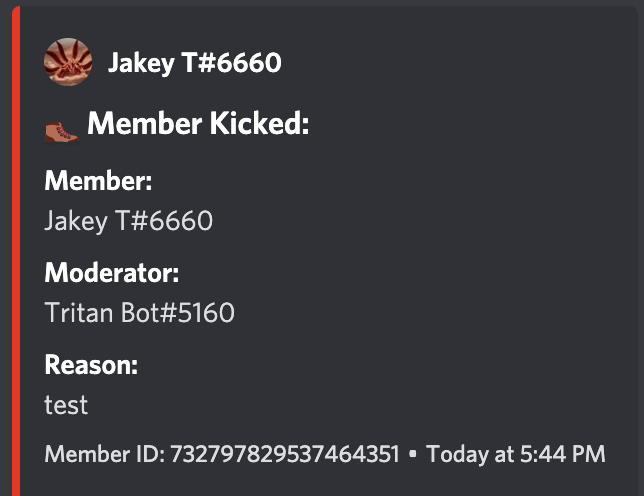 Jakey T#6660
Member Kicked:
Member:
Jakey T#6660
Moderator:
Tritan Bot#5160
Reason:
test
Member ID: 732797829537464351 • Today at 5:44 PM